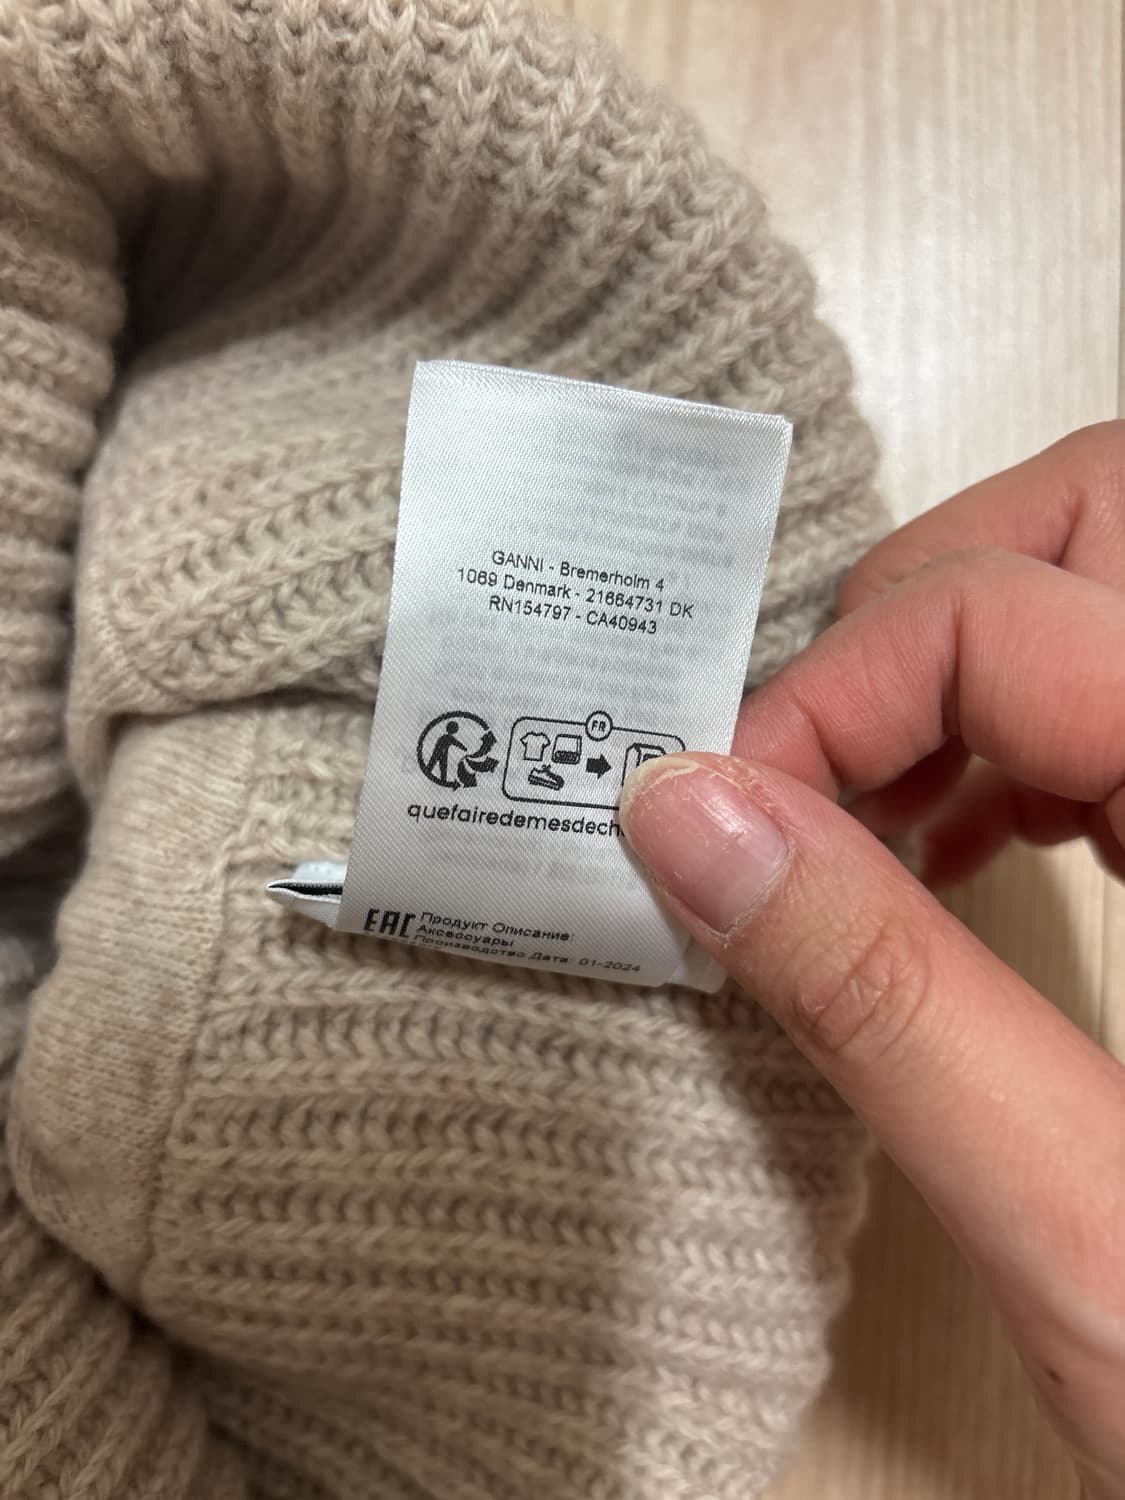 GANNI - Bremerholm 4
1069 Denmark - 21664731 DK
RN154797 - CA40943
FR
quefairedemesdech
EAC Продукт Описание:
Аксессуары
Производство Дата: 01-2024